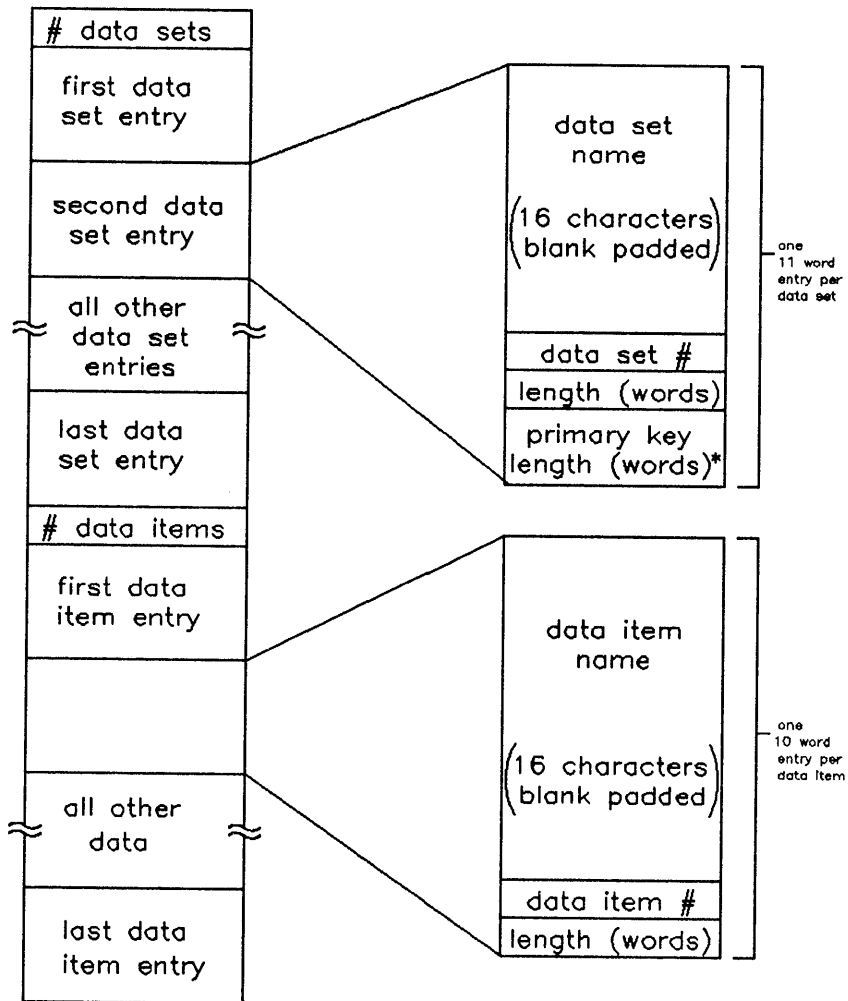 # data sets
first data
set entry
second data
set entry
all other
data set
entries
last data
set entry
# data items
first data
item entry
all other
data
last data
item entry
data set
name
(16 characters
blank padded)
data set #
length (words)
primary key
length (words)*
one
11 word
entry per
data set
data item
name
(16 characters
blank padded)
data item #
length (words)
one
10 word
entry per
data item